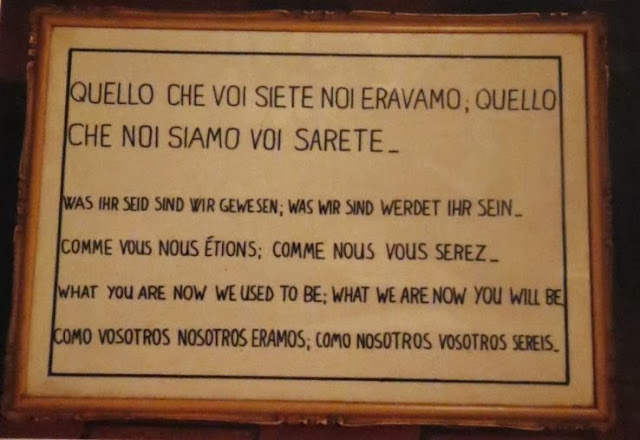 QUELLO CHE VOI SIETE NOI ERAVAMO; QUELLO
CHE NOI SIAMO VOI SARETE_
WAS IHR SEID SIND WIR GEWESEN; WAS WIR SIND WERDET IHR SEIN_
COMME VOUS NOUS ÉTIONS; COMME NOUS VOUS SEREZ_
WHAT YOU ARE NOW WE USED TO BE; WHAT WE ARE NOW YOU WILL BE
COMO VOSOTROS NOSOTROS ERAMOS; COMO NOSOTROS VOSOTROS SEREIS_